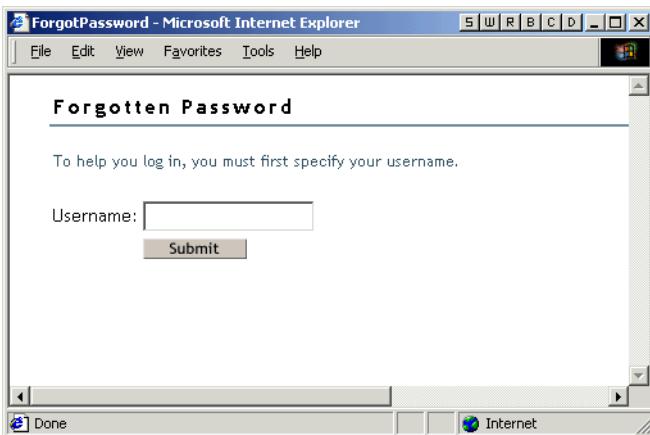 ForgotPassword - Microsoft Internet Explorer S W R B C D
File Edit View Favorites Tools Help
Forgotten Password
To help you log in, you must first specify your username.
Username:
Submit
Done Internet